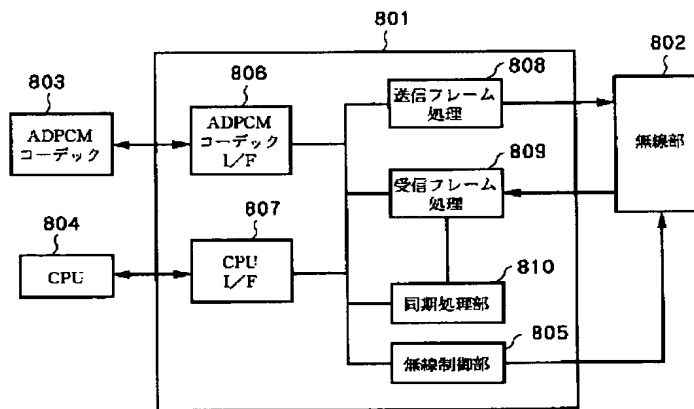 801
802
803
806
808
ADPCM
コーデック
ADPCM
コーデック
I/F
送信フレーム
処理
無線部
809
受信フレーム
処理
804
807
CPU
CPU
I/F
810
同期処理部
805
無線制御部